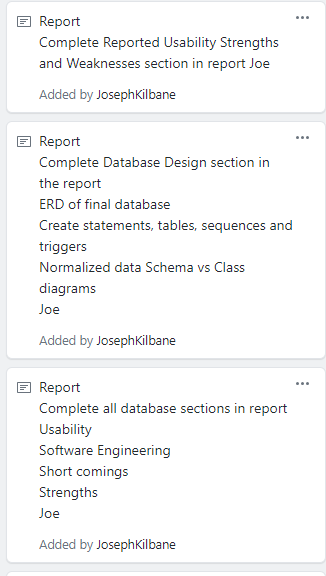 Report
Complete Reported Usability Strengths
and Weaknesses section in report Joe
Added by JosephKilbane
Report
Complete Database Design section in
the report
ERD of final database
Create statements, tables, sequences and
triggers
Normalized data Schema vs Class
diagrams
Joe
Added by JosephKilbane
Report
Complete all database sections in report
Usability
Software Engineering
Short comings
Strengths
Joe
Added by JosephKilbane